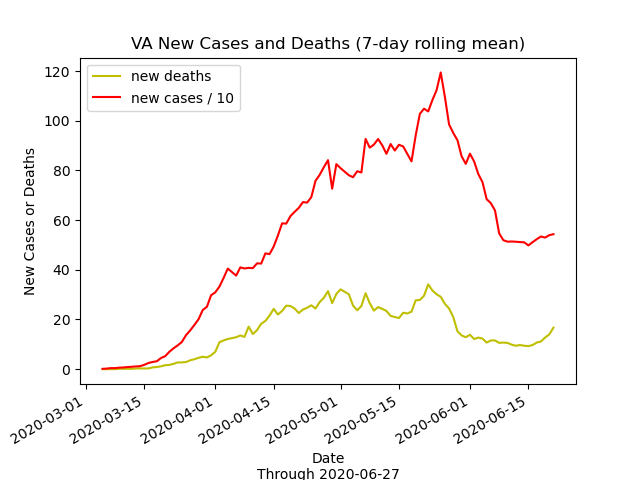 VA New Cases and Deaths (7-day rolling mean)
new deaths
new cases / 10
New Cases or Deaths
120
100
80
60
40
20
0
2020-03-01
2020-03-15
2020-04-01
2020-04-15
2020-05-01
2020-05-15
2020-06-01
2020-06-15
Date
Through 2020-06-27